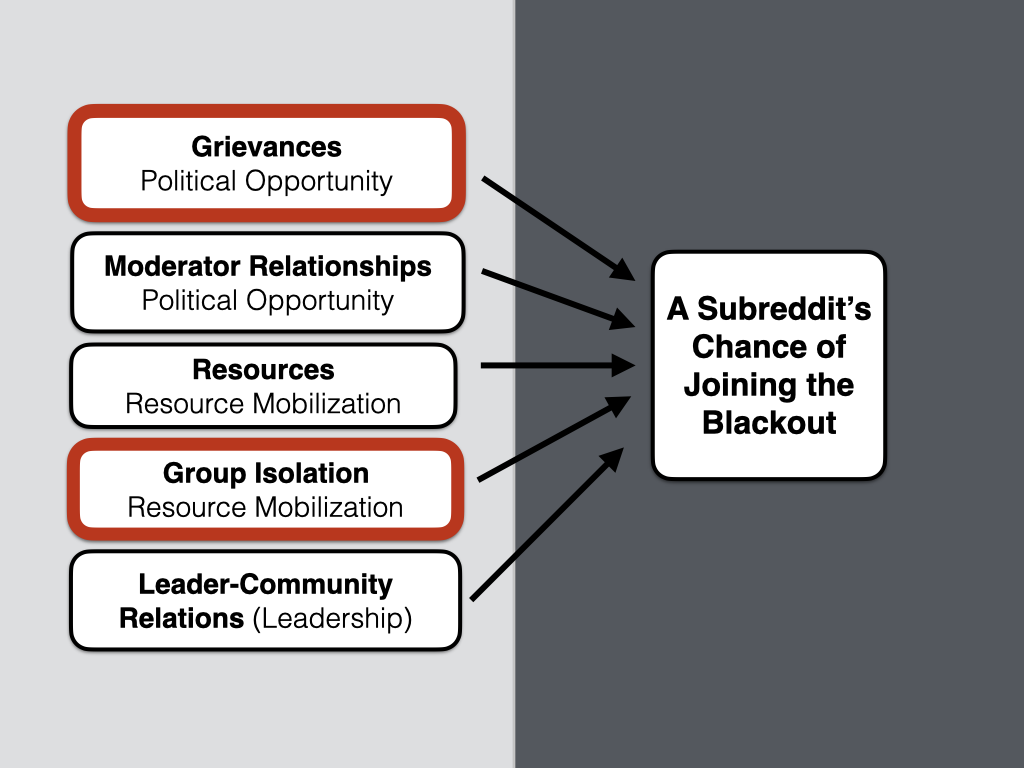 Grievances
Political Opportunity
Moderator Relationships
Political Opportunity
Resources
Resource Mobilization
Group Isolation
Resource Mobilization
Leader-Community
Relations (Leadership)
A Subreddit’s
Chance of
Joining the
Blackout